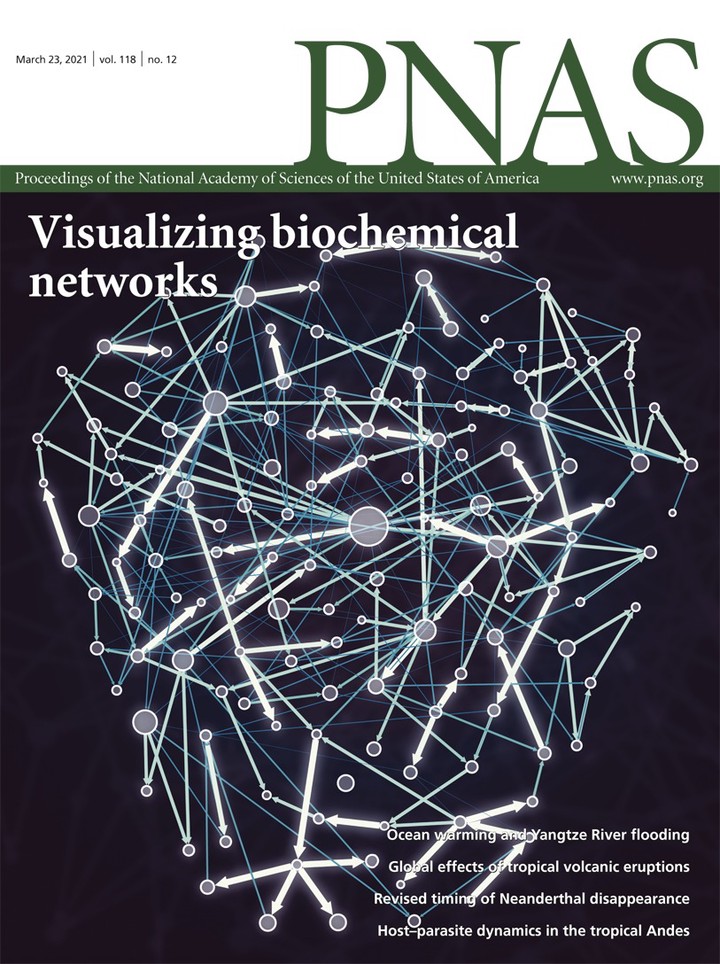 March 23, 2021 | vol. 118 | no. 12
PNAS
Proceedings of the National Academy of Sciences of the United States of America www.pnas.org
Visualizing biochemical
networks
Ocean warming and Yangtze River flooding
Global effects of tropical volcanic eruptions
Revised timing of Neanderthal disappearance
Host–parasite dynamics in the tropical Andes